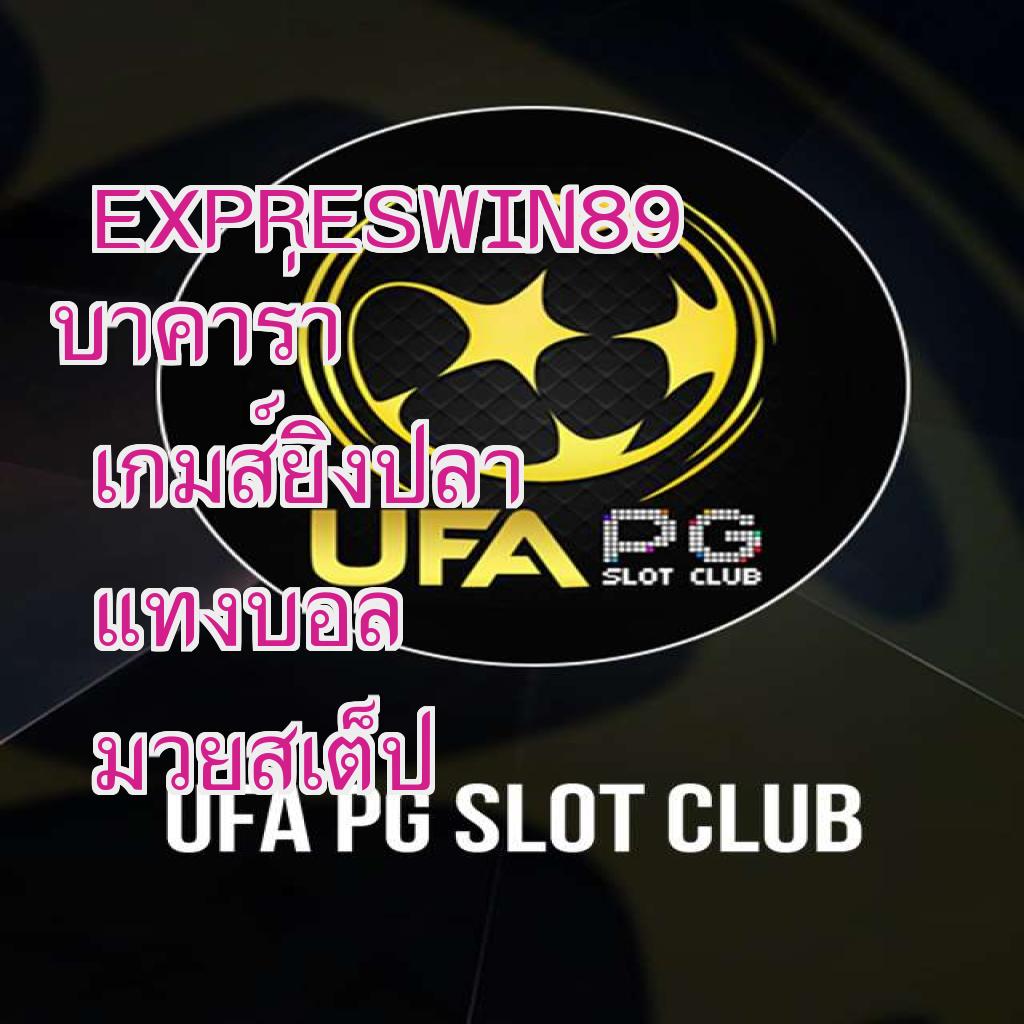 EXPRESWIN89
บาคารุ่า
เกมส์ยิงปลา
UFA PG
SLOT CLUB
แทงบอล
มวยสเต็ป
UFA PG SLOT CLUB